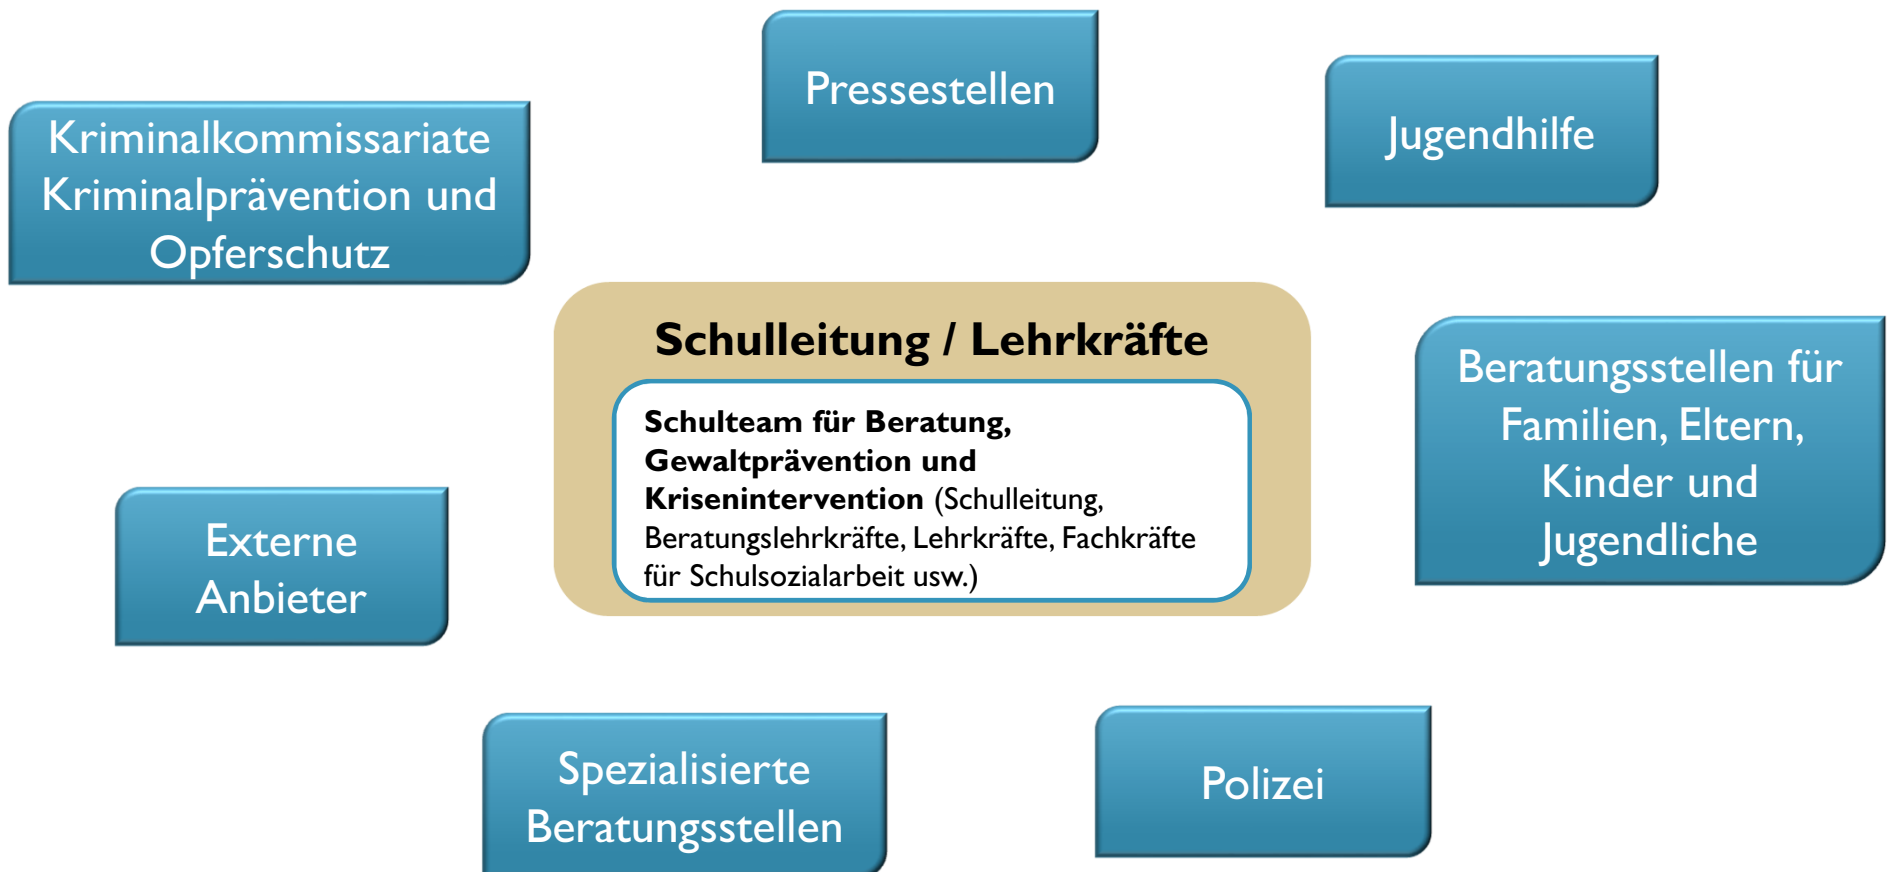 Pressestellen
Jugendhilfe
Kriminalkommissariate
Kriminalprävention und
Opferschutz
Schulleitung / Lehrkräfte
Schulteam für Beratung,
Gewaltprävention und
Krisenintervention (Schulleitung,
Beratungslehrkräfte, Lehrkräfte, Fachkräfte
für Schulsozialarbeit usw.)
Beratungsstellen für
Familien, Eltern,
Kinder und
Jugendliche
Externe
Anbieter
Spezialisierte
Beratungsstellen
Polizei